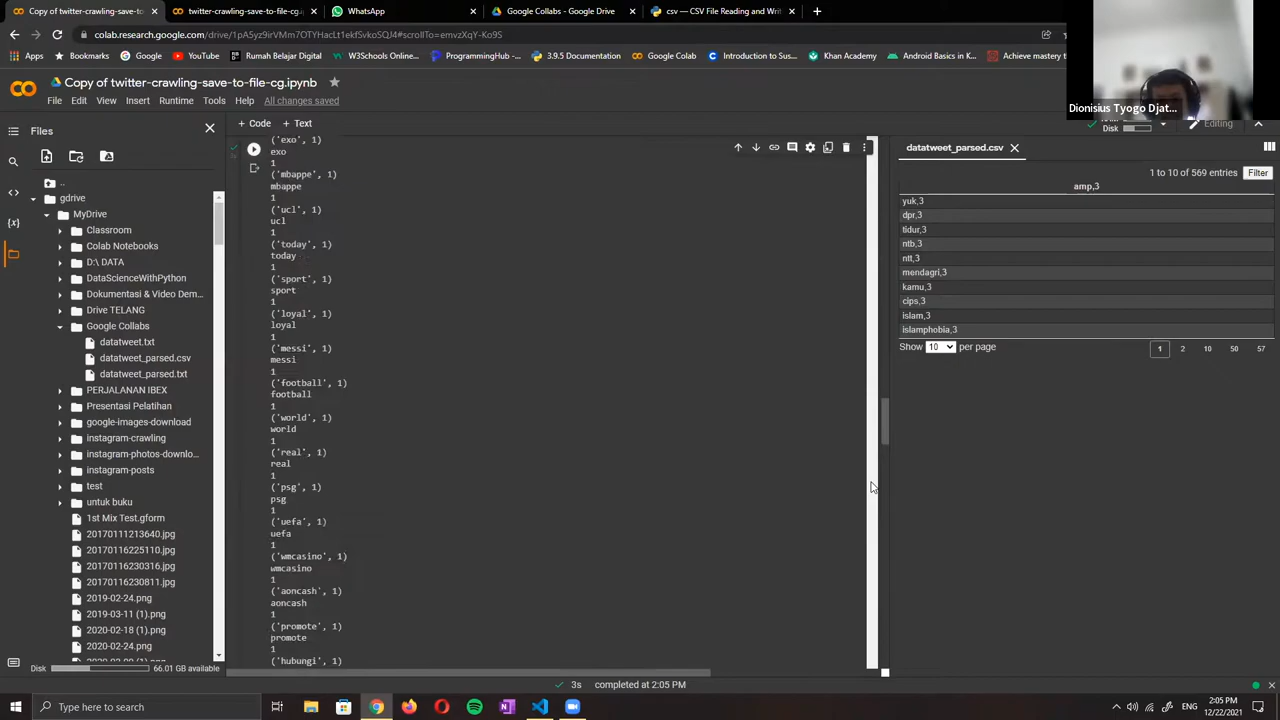 Copy of twitter-crawling-save-to-
twitter-crawling-save-to-file-cg.ip
WhatsApp
Google Collabs - Google Drive
csv — CSV File Reading and Writ
colab.research.google.com/drive/1pA5yz9irVMm7OTYHacLt1ekfSvkoSJu4#scrollTo=emvzXqY-Ko9S
Apps
Bookmarks
Google
YouTube
Rumah Belajar Digital
W3Schools Online...
ProgrammingHub,...
3.9.5 Documentation
Google Colab
Consultation to Sus...
Khan Academy
Android Basics in K...
Achieve mastery t
Dionisius Tyogo Djat...
Copy of twitter-crawling-save-to-file-cg.ipynb
File Edit View Insert Runtime Tools Help All changes saved
Disk
Editing
Files
+ Code + Text
..
gdrive
MyDrive
Classroom
Colab Notebooks
D:\ DATA
DataScienceWithPython
Dokumentasi & Video Dem...
Drive TELANG
Google Collabs
datatweet.txt
datatweet_parsed.csv
datatweet_parsed.txt
PERJALANAN IBEX
Presentasi Pelatihan
google-images-download
instagram-crawling
instagram-photos-downlo...
instagram-posts
test
untuk buku
1st Mix Test.gform
20170111213640.jpg
20170116225110.jpg
20170116230316.jpg
20170116230811.jpg
2019-02-24.png
2019-03-11 (1).png
2020-02-18 (1).png
2020-02-24.png
Disk 66.01 GB available
3s
('exo', 1)
exo
1
('mbappe', 1)
mbappe
1
('ucl', 1)
ucl
1
('today', 1)
today
1
('sport', 1)
sport
1
('loyal', 1)
loyal
1
('messi', 1)
messi
1
('football', 1)
football
1
('world', 1)
world
1
('real', 1)
real
1
('psg', 1)
psg
1
('uefa', 1)
uefa
1
('wmcasino', 1)
wmcasino
1
('aoncash', 1)
aoncash
1
('promote', 1)
promote
1
('hubungi', 1)
datatweet_parsed.csv
1 to 10 of 569 entries Filter
amp,3
yuk,3
dpr,3
tidur,3
ntb,3
ntt,3
mendagri,3
kamu,3
cips,3
islam,3
islamphobia,3
Show 10 per page
1 2 10 50 57
3s completed at 2:05 PM
Type here to search
ENG
2:05 PM
12/22/2021